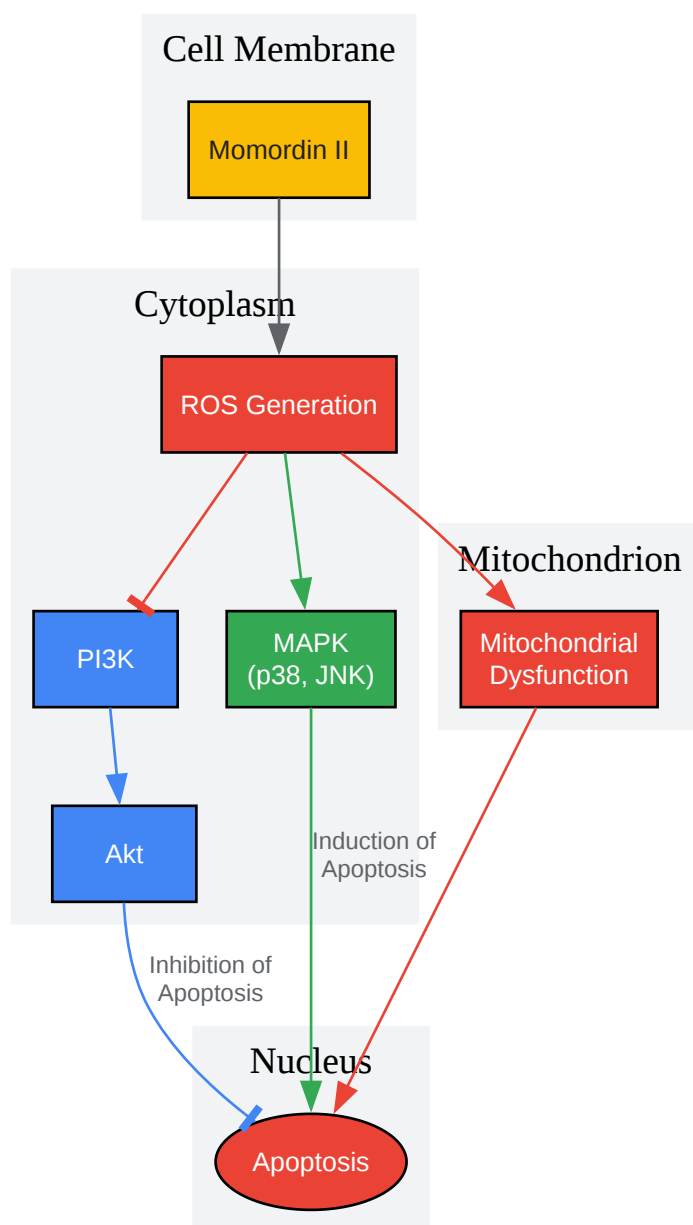 Cell Membrane
Momordin II
Cytoplasm
ROS Generation
Mitochondrion
PI3K
MAPK
(p38, JNK)
Mitochondrial
Dysfunction
Akt
Induction of
Apoptosis
Inhibition of
Apoptosis
Nucleus
Apoptosis